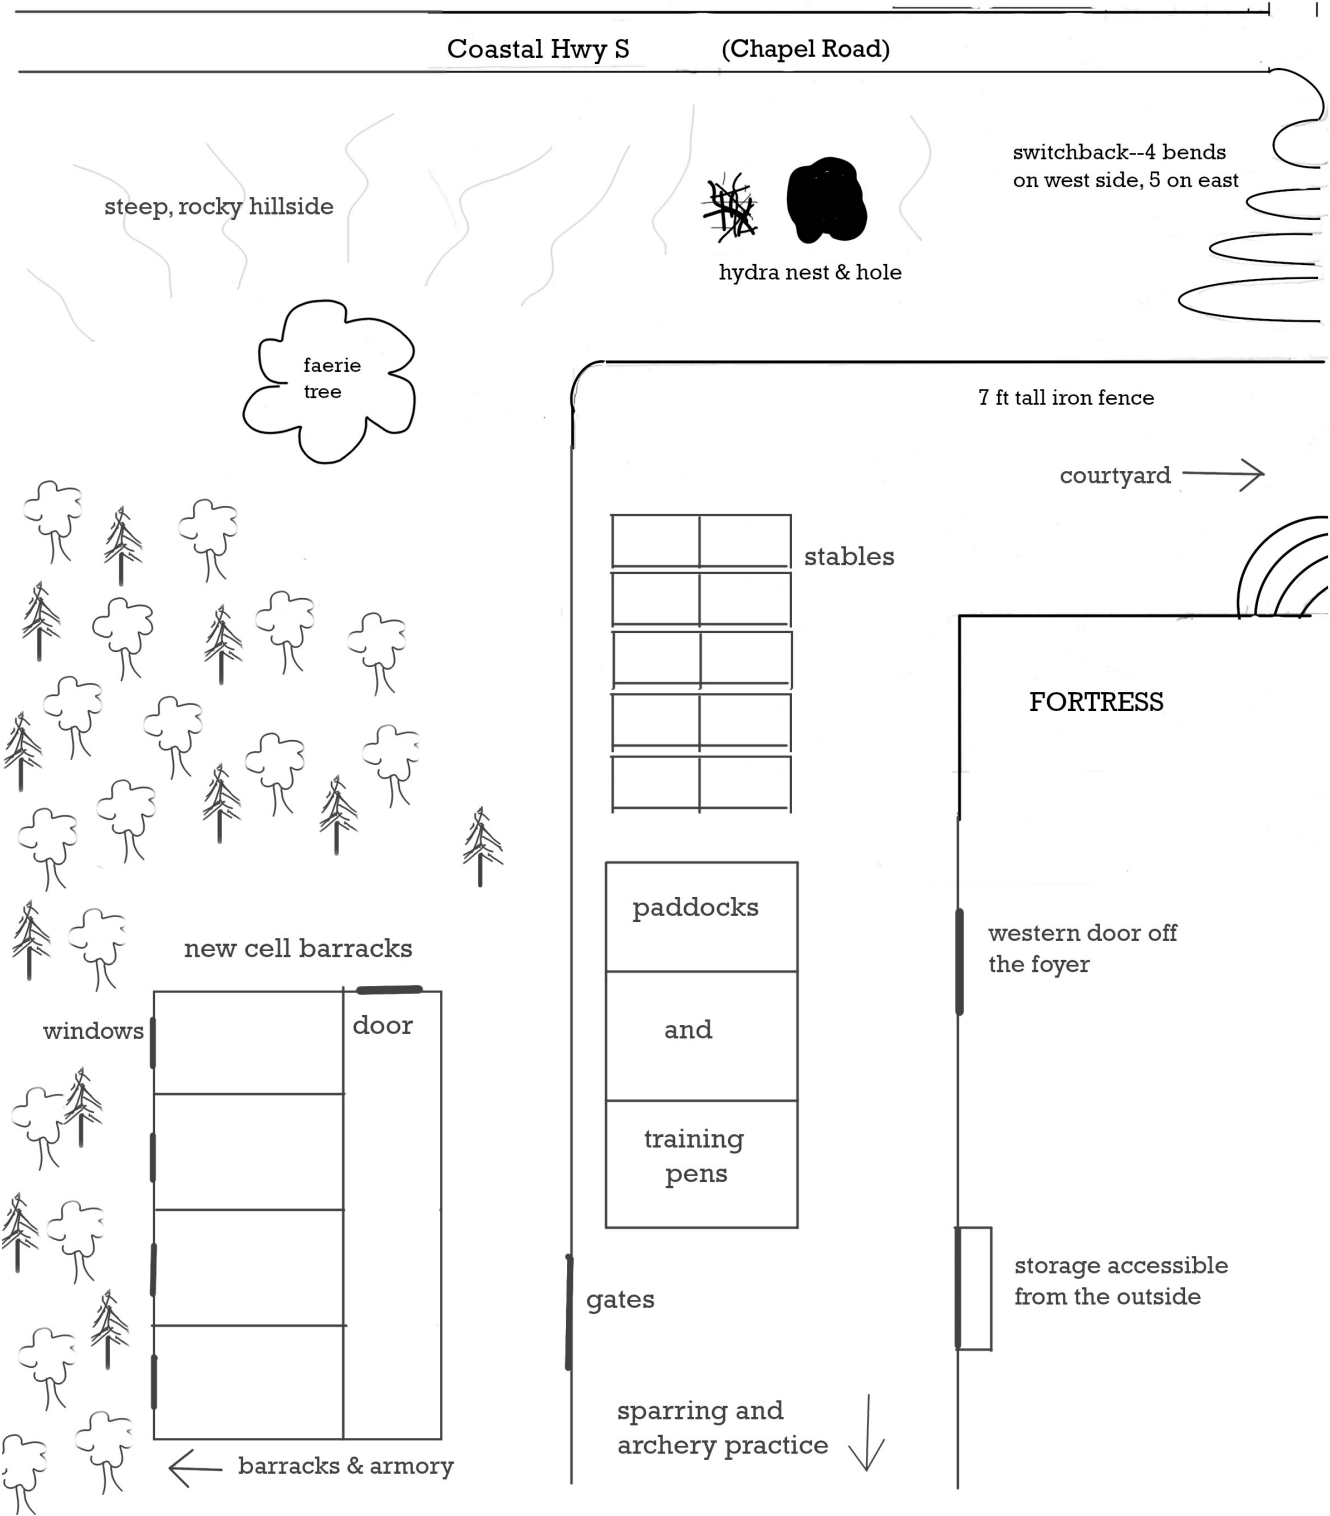 Coastal Hwy S (Chapel Road)
switchback--4 bends
on west side, 5 on east
steep, rocky hillside
hydra nest & hole
faerie
tree
7 ft tall iron fence
courtyard
stables
FORTRESS
paddocks
western door off
the foyer
new cell barracks
windows
door
and
training
pens
storage accessible
from the outside
gates
sparring and
archery practice
barracks & armory